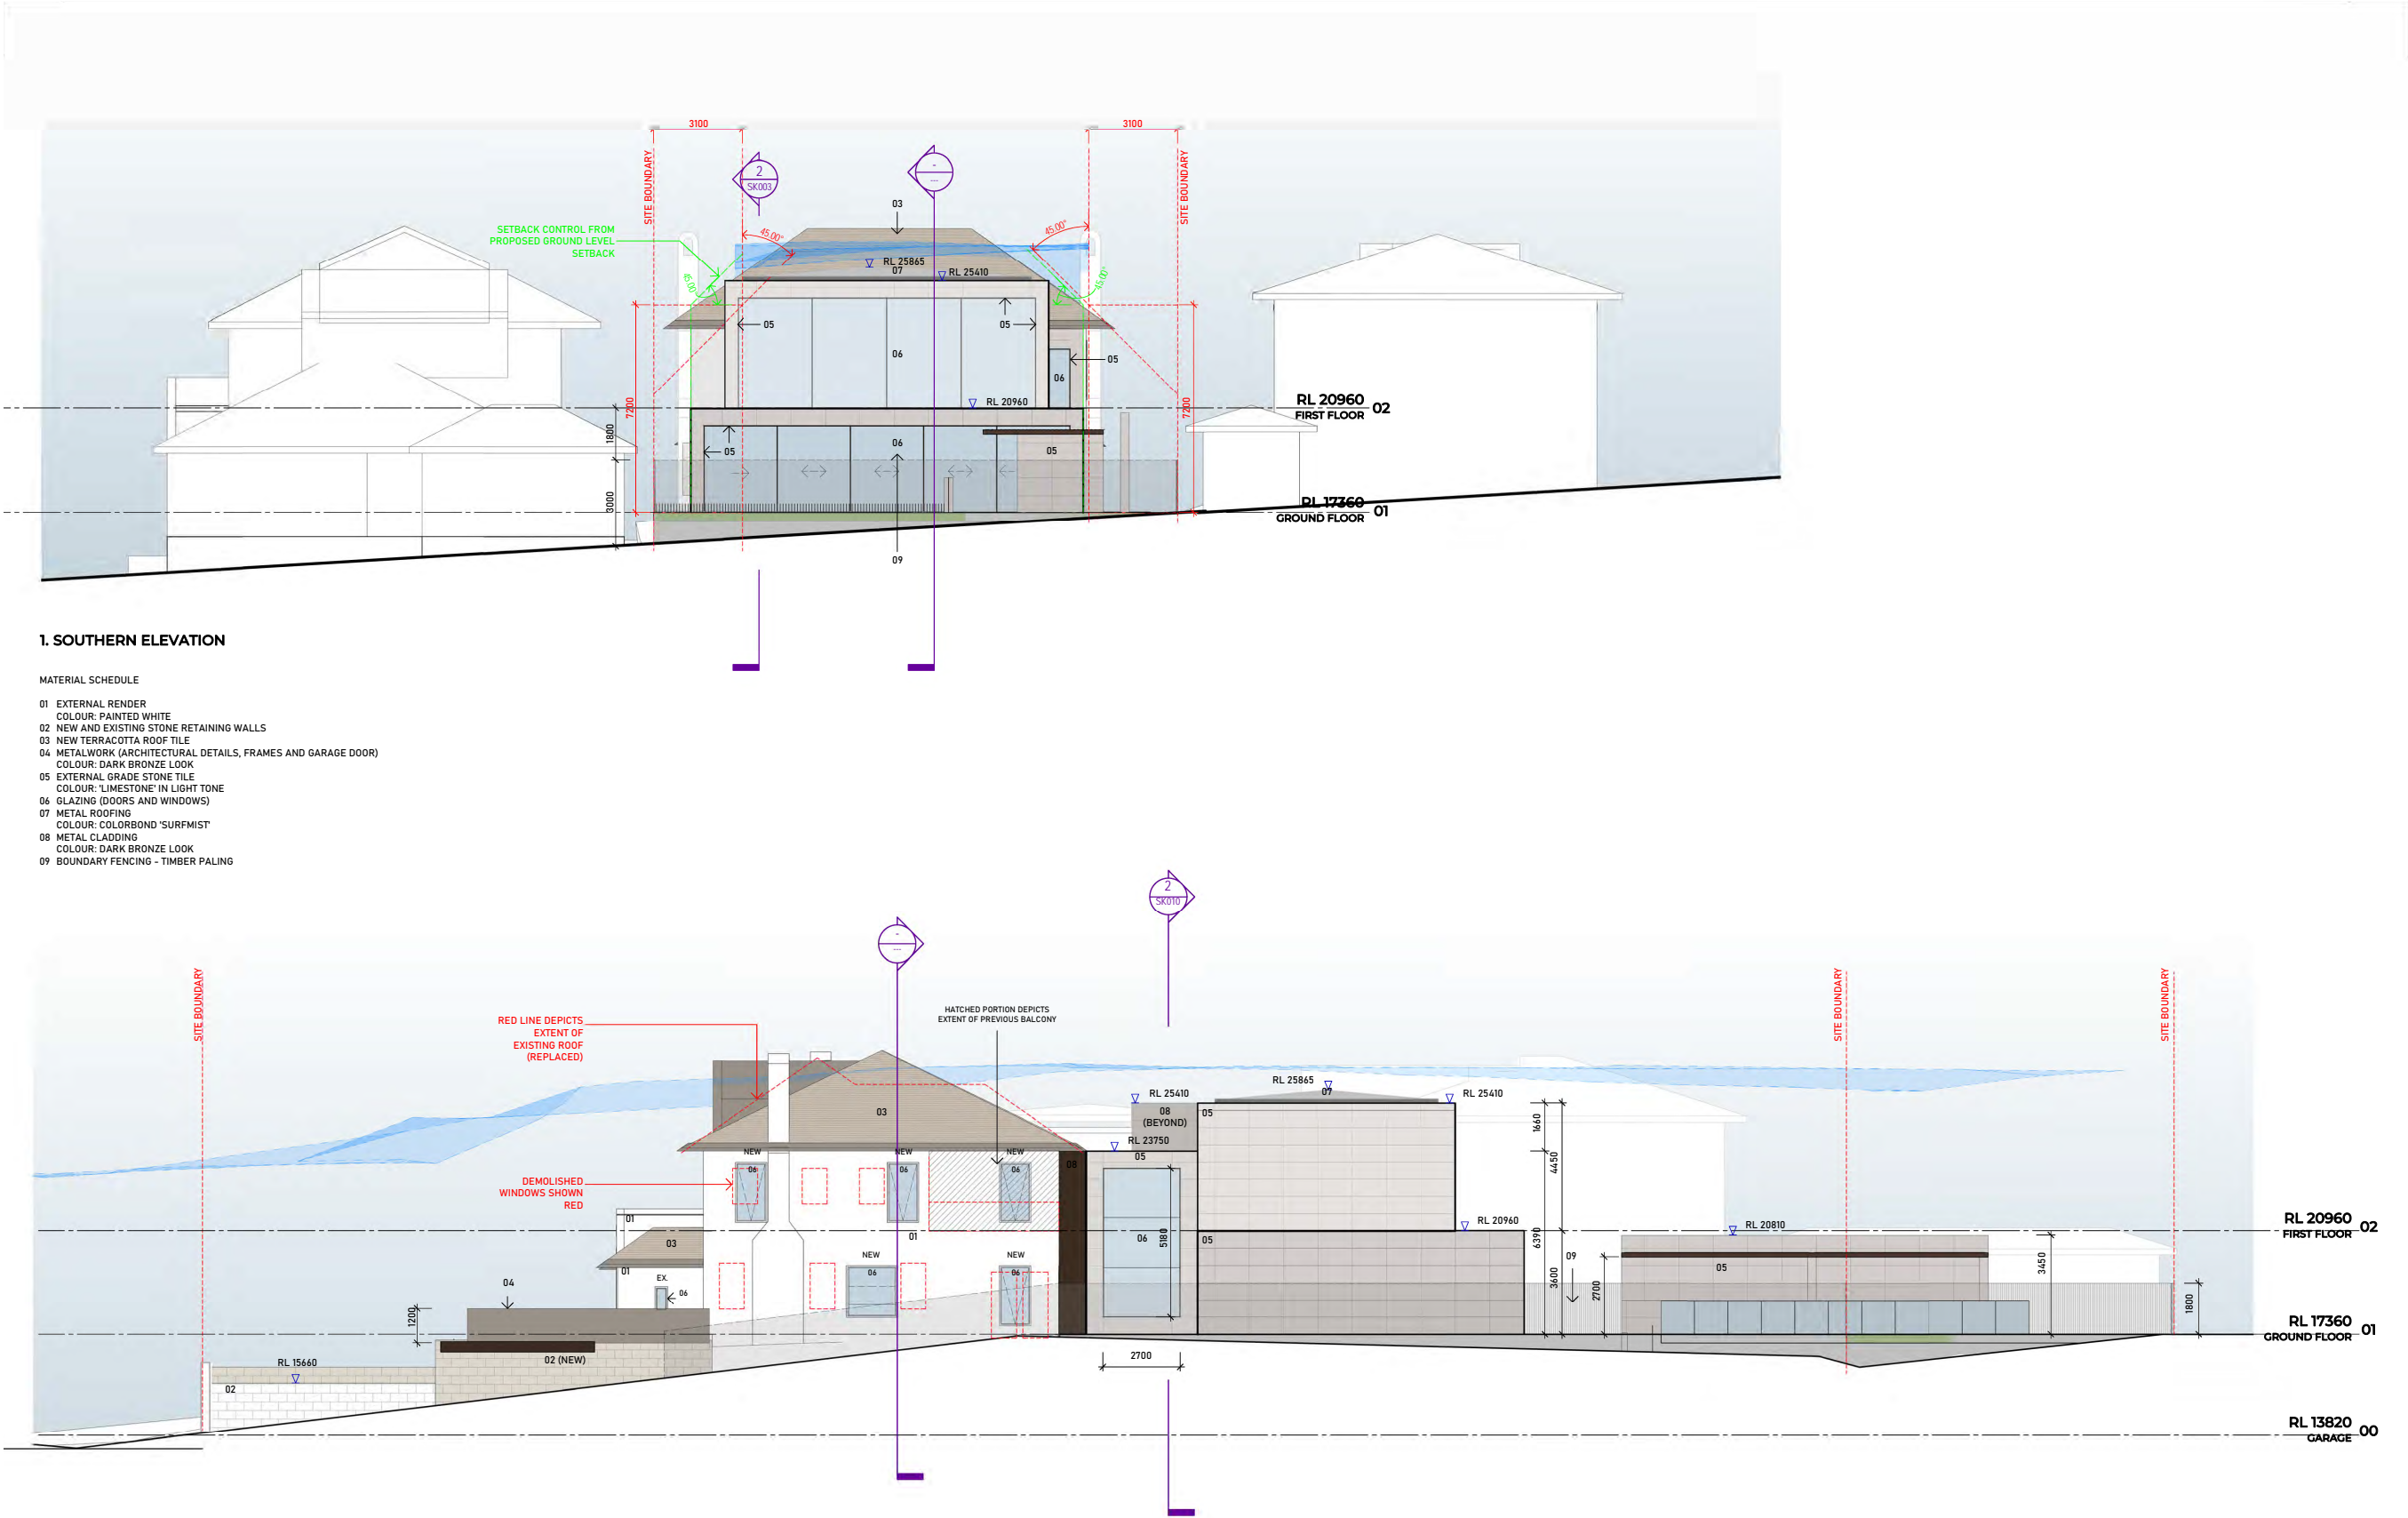 3100
3100
SITE BOUNDARY
SITE BOUNDARY
2
SK003
-
---
03
SETBACK CONTROL FROM
PROPOSED GROUND LEVEL
SETBACK
45.00°
45.00°
45.00°
45.00°
RL 25865
07
RL 25410
05
05
06
05
06
7200
7200
RL 20960
RL 20960
FIRST FLOOR
02
1800
06
05
05
3000
RL 17360
GROUND FLOOR
01
09
1. SOUTHERN ELEVATION
MATERIAL SCHEDULE
01 EXTERNAL RENDER
COLOUR: PAINTED WHITE
02 NEW AND EXISTING STONE RETAINING WALLS
03 NEW TERRACOTTA ROOF TILE
04 METALWORK (ARCHITECTURAL DETAILS, FRAMES AND GARAGE DOOR)
COLOUR: DARK BRONZE LOOK
05 EXTERNAL GRADE STONE TILE
COLOUR: 'LIMESTONE' IN LIGHT TONE
06 GLAZING (DOORS AND WINDOWS)
07 METAL ROOFING
COLOUR: COLORBOND 'SURFMIST'
08 METAL CLADDING
COLOUR: DARK BRONZE LOOK
09 BOUNDARY FENCING - TIMBER PALING
2
SK010
-
---
SITE BOUNDARY
SITE BOUNDARY
SITE BOUNDARY
RED LINE DEPICTS
EXTENT OF
EXISTING ROOF
(REPLACED)
HATCHED PORTION DEPICTS
EXTENT OF PREVIOUS BALCONY
RL 25865
07
RL 25410
RL 25410
03
08
(BEYOND)
05
1660
RL 23750
05
NEW
NEW
NEW
06
06
06
08
4450
DEMOLISHED
WINDOWS SHOWN
RED
01
01
RL 20960
RL 20810
RL 20960
FIRST FLOOR
02
03
06
5180
05
6390
NEW
NEW
09
01
06
06
05
3450
EX.
06
04
3600
2700
1200
1800
RL 17360
GROUND FLOOR
01
02 (NEW)
RL 15660
2700
02
RL 13820
GARAGE
00